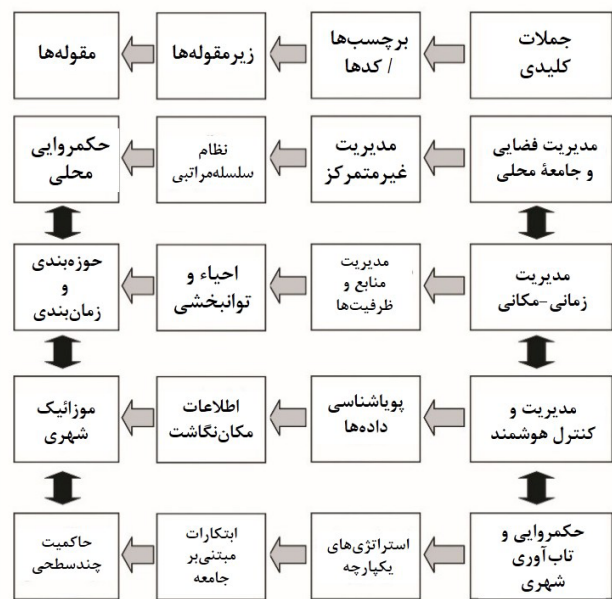 جملات
کلیدی
برچسب‌ها
/ کدها
زیرمقوله‌ها
مقوله‌ها
مدیریت فضایی
و جامعهٔ محلی
مدیریت
غیرمتمرکز
نظام
سلسله‌مراتبی
حکمروایی
محلی
مدیریت
زمانی-مکانی
مدیریت
منابع و
ظرفیت‌ها
احیاء و
توانبخشی
حوزه‌بندی
و
زمان‌بندی
مدیریت و
کنترل هوشمند
پویاشناسی
داده‌ها
اطلاعات
مکان‌نگاشت
موزائیک
شهری
حکمروایی و
تاب‌آوری
شهری
استراتژی‌های
یکپارچه
ابتکارات
مبتنی‌بر
جامعه
حاکمیت
چندسطحی